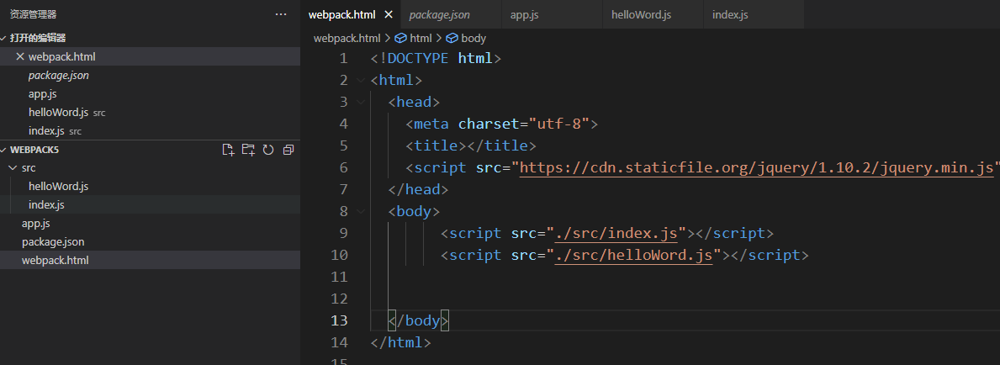 资源管理器 ···
打开的编辑器
webpack.html
package.json
app.js
helloWord.js src
index.js src
WEBPACK5
src
helloWord.js
index.js
app.js
package.json
webpack.html
webpack.html package.json app.js helloWord.js index.js
webpack.html > html > body
1 <!DOCTYPE html>
2 <html>
3 <head>
4 <meta charset="utf-8">
5 <title></title>
6 <script src="https://cdn.staticfile.org/jquery/1.10.2/jquery.min.js"
7 </head>
8 <body>
9 <script src="./src/index.js"></script>
10 <script src="./src/helloWord.js"></script>
11
12
13 </body>
14 </html>
15